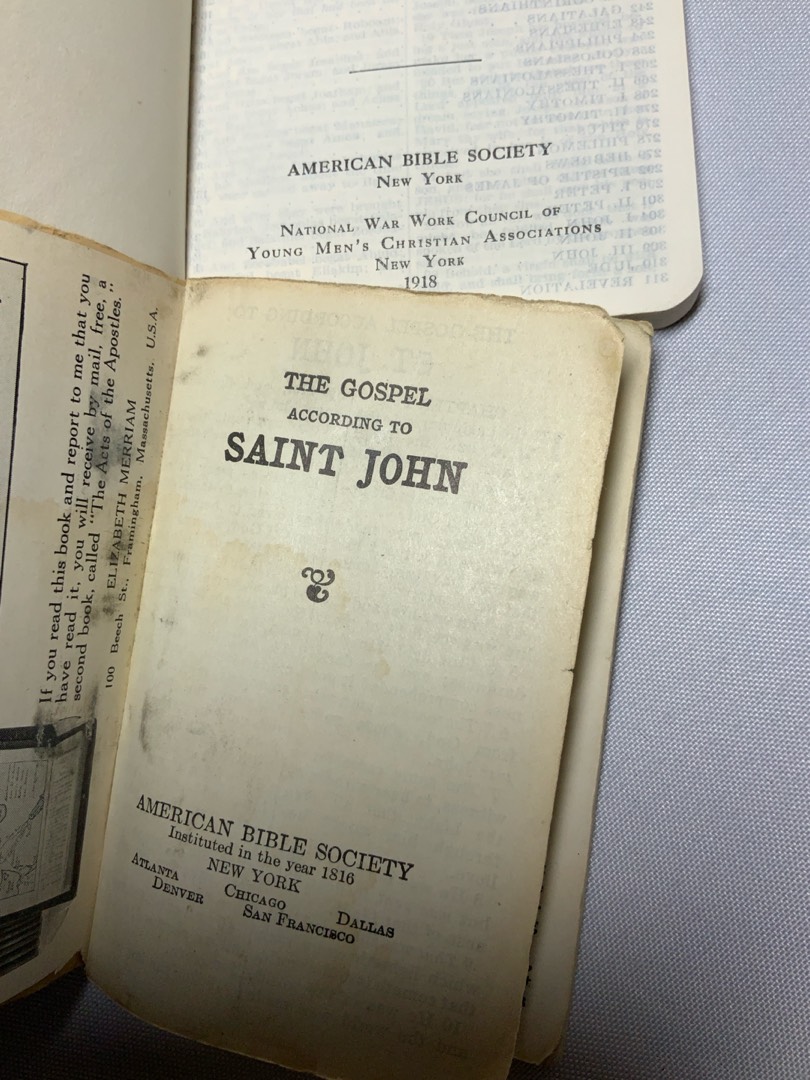 AMERICAN BIBLE SOCIETY
NEW YORK
NATIONAL WAR WORK COUNCIL OF
YOUNG MEN'S CHRISTIAN ASSOCIATIONS
NEW YORK
1918
If you read this book and report to me that you
have read it, you will receive by mail, free, a
second book, called "The Acts of the Apostles."
ELIZABETH MERRIAM
100 Beech St., Framingham, Massachusetts, U.S.A.
THE GOSPEL
ACCORDING TO
SAINT JOHN
AMERICAN BIBLE SOCIETY
Instituted in the year 1816
NEW YORK
ATLANTA CHICAGO DALLAS
DENVER SAN FRANCISCO